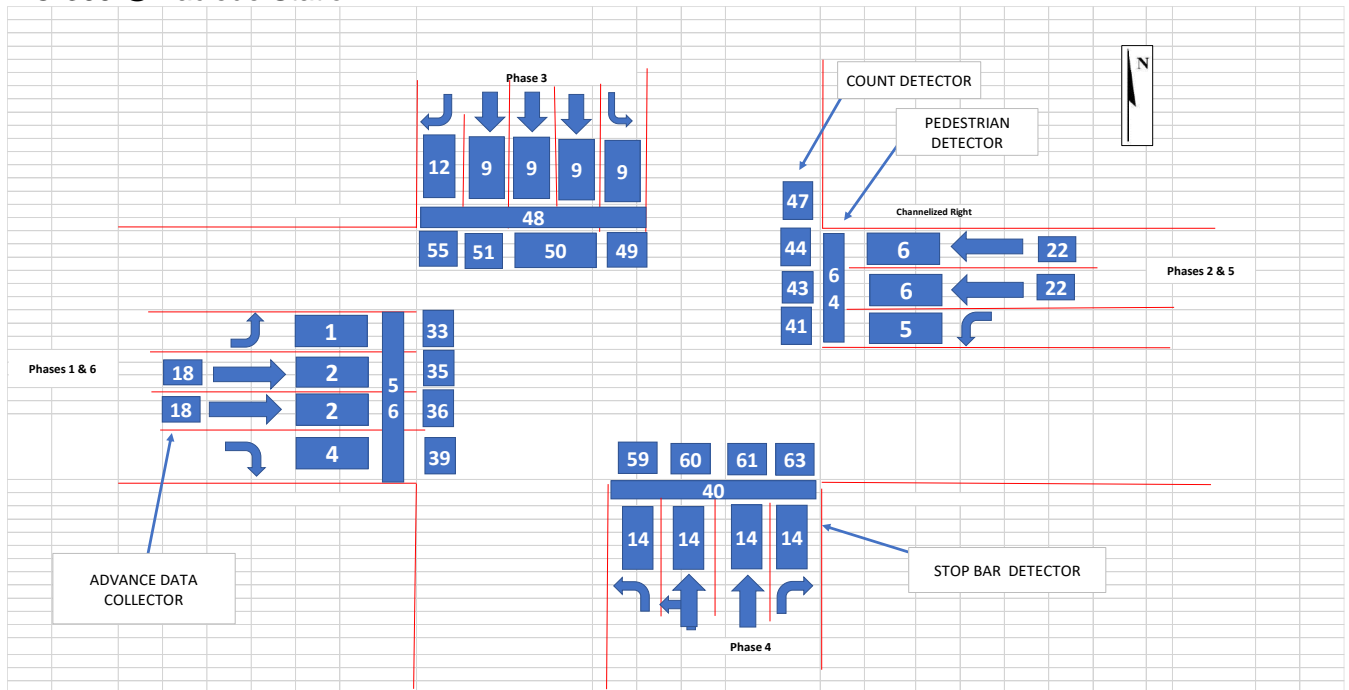 Phase 3
N
COUNT DETECTOR
PEDESTRIAN
DETECTOR
12 9 9 9 9
47
48
Channelized Right
55 51 50 49
44
6
4
6 22
43
6 22
Phases 2 & 5
41
5
1
33
Phases 1 & 6
18
2
5
6
35
18
2
36
4
39
59 60 61 63
40
14 14 14 14
STOP BAR DETECTOR
ADVANCE DATA
COLLECTOR
Phase 4